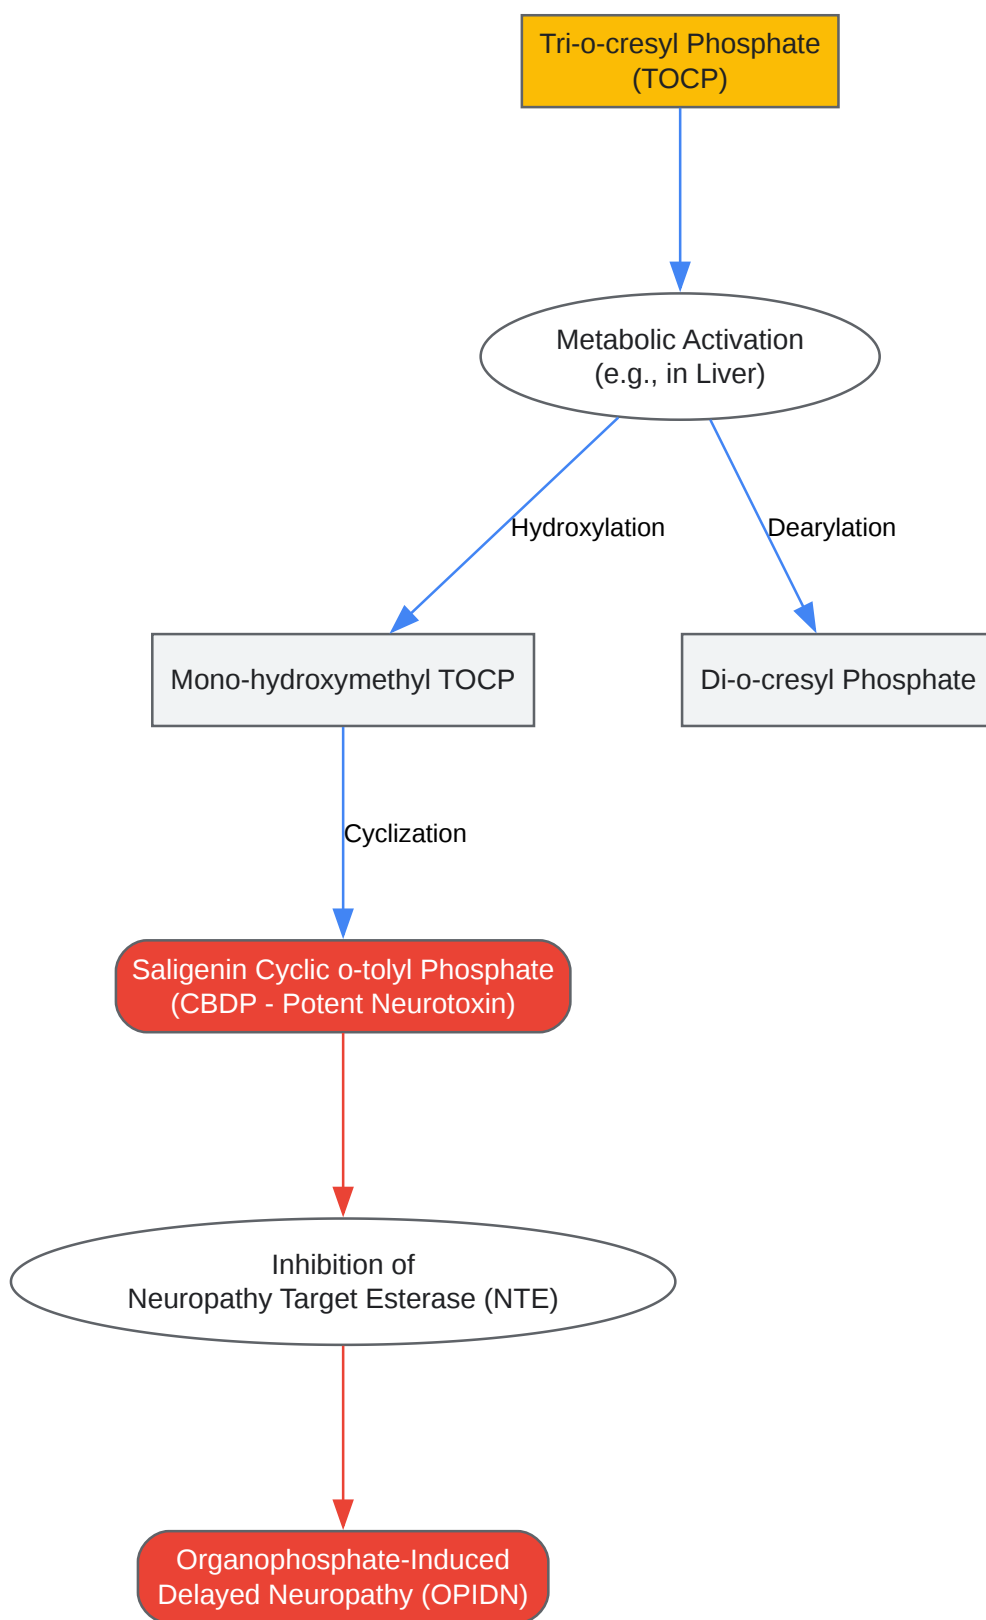 Tri-o-cresyl Phosphate
(TOCP)
Metabolic Activation
(e.g., in Liver)
Hydroxylation
Dearylation
Mono-hydroxymethyl TOCP
Di-o-cresyl Phosphate
Cyclization
Saligenin Cyclic o-tolyl Phosphate
(CBDP - Potent Neurotoxin)
Inhibition of
Neuropathy Target Esterase (NTE)
Organophosphate-Induced
Delayed Neuropathy (OPIDN)